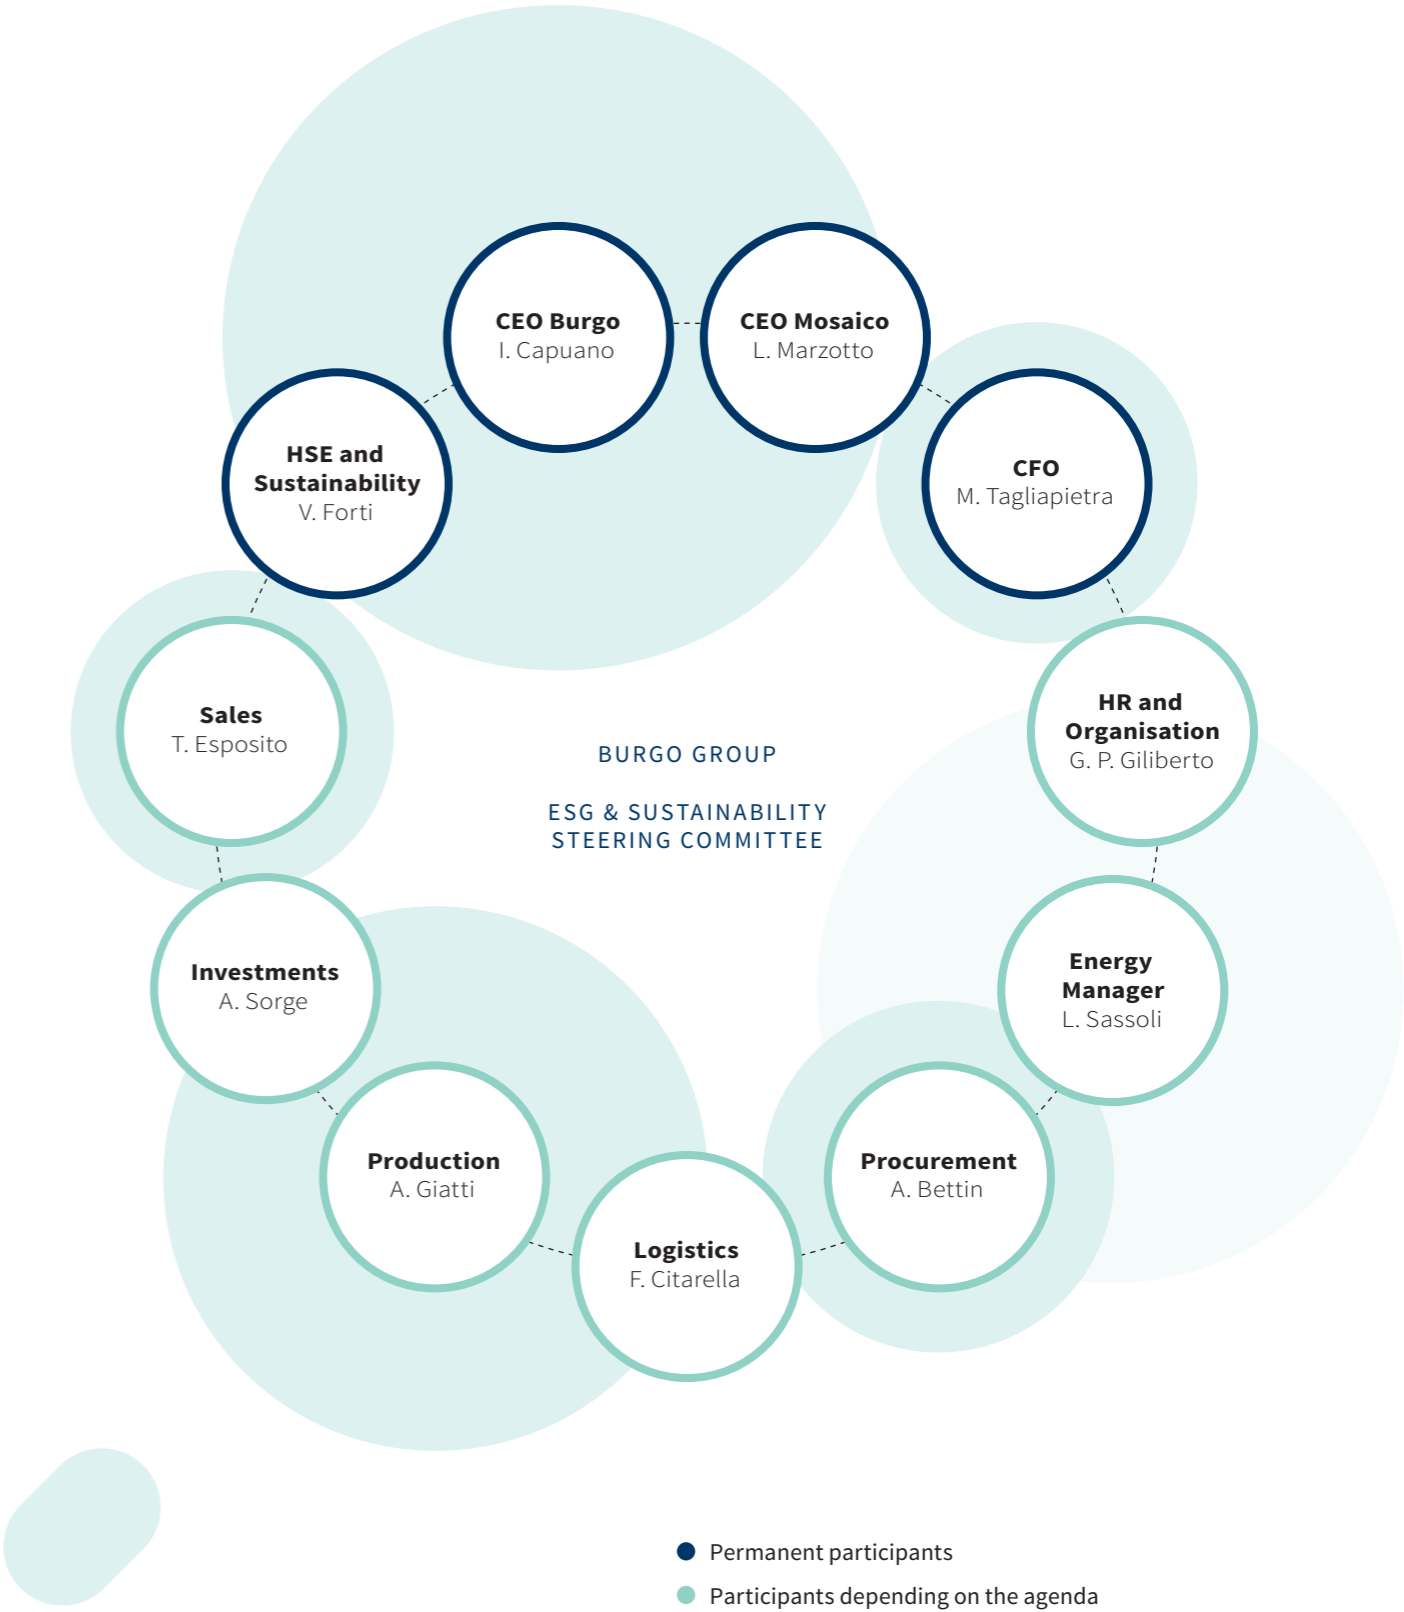 CEO Burgo
I. Capuano
CEO Mosaico
L. Marzotto
HSE and
Sustainability
V. Forti
CFO
M. Tagliapietra
Sales
T. Esposito
HR and
Organisation
G. P. Giliberto
BURGO GROUP
ESG & SUSTAINABILITY
STEERING COMMITTEE
Investments
A. Sorge
Energy
Manager
L. Sassoli
Production
A. Giatti
Procurement
A. Bettin
Logistics
F. Citarella
Permanent participants
Participants depending on the agenda